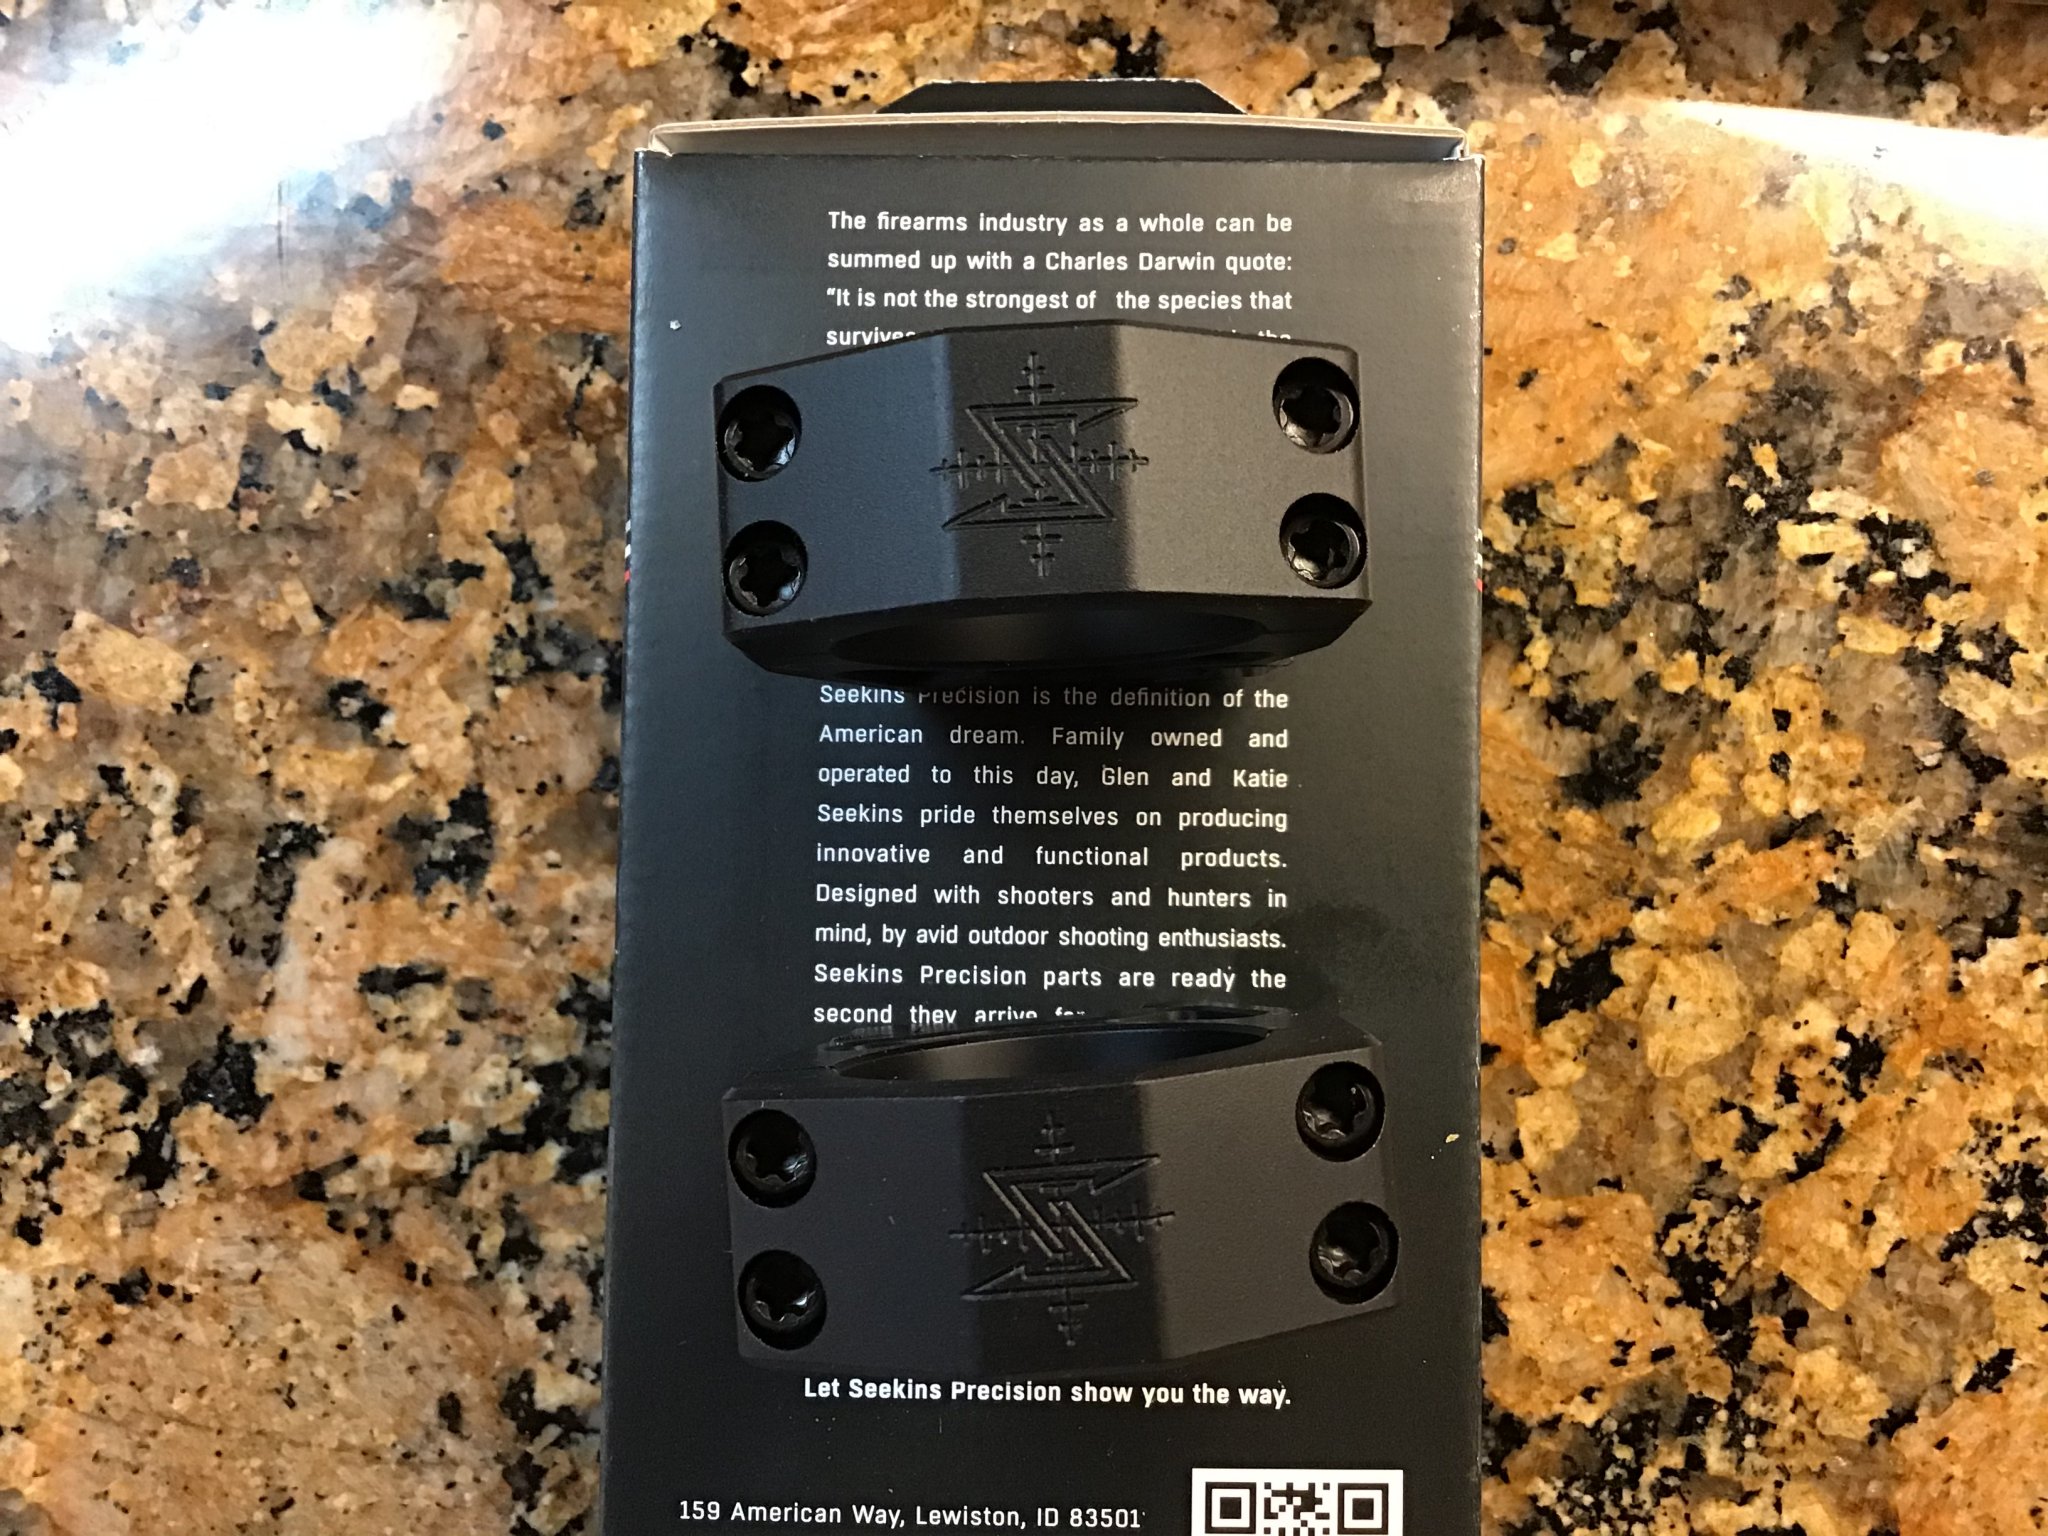 The firearms industry as a whole can be
summed up with a Charles Darwin quote:
"It is not the strongest of the species that
survives the
Seekins Precision is the definition of the
American dream. Family owned and
operated to this day, Glen and Katie
Seekins pride themselves on producing
innovative and functional products.
Designed with shooters and hunters in
mind, by avid outdoor shooting enthusiasts.
Seekins Precision parts are ready the
second they arrive
Let Seekins Precision show you the way.
159 American Way, Lewiston, ID 83501